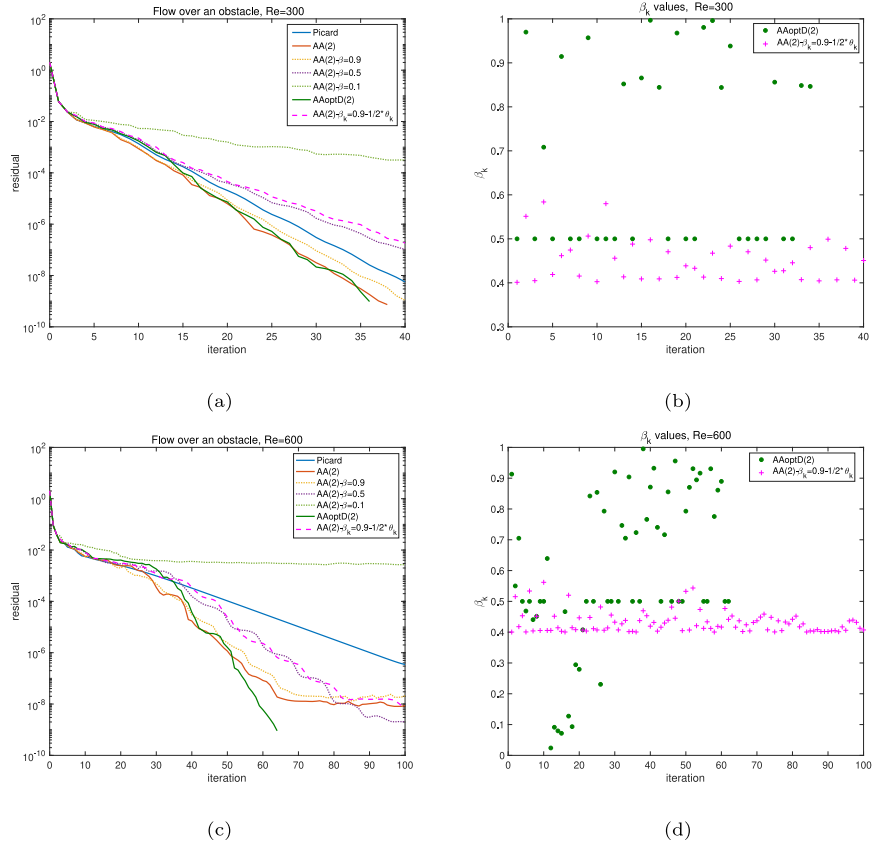 Flow over an obstacle, Re=300
10^2
10^0
10^-2
10^-4
10^-6
10^-8
10^-10
residual
0 5 10 15 20 25 30 35 40
iteration
Picard
AA(2)
AA(2)-β=0.9
AA(2)-β=0.5
AA(2)-β=0.1
AAoptD(2)
AA(2)-β_k=0.9-1/2*θ_k
(a)
β_k values, Re=300
1
0.9
0.8
0.7
0.6
0.5
0.4
0.3
β_k
0 5 10 15 20 25 30 35 40
iteration
AAoptD(2)
AA(2)-β_k=0.9-1/2*θ_k
(b)
Flow over an obstacle, Re=600
10^2
10^0
10^-2
10^-4
10^-6
10^-8
10^-10
residual
0 10 20 30 40 50 60 70 80 90 100
iteration
Picard
AA(2)
AA(2)-β=0.9
AA(2)-β=0.5
AA(2)-β=0.1
AAoptD(2)
AA(2)-β_k=0.9-1/2*θ_k
(c)
β_k values, Re=600
1
0.9
0.8
0.7
0.6
0.5
0.4
0.3
0.2
0.1
0
β_k
0 10 20 30 40 50 60 70 80 90 100
iteration
AAoptD(2)
AA(2)-β_k=0.9-1/2*θ_k
(d)